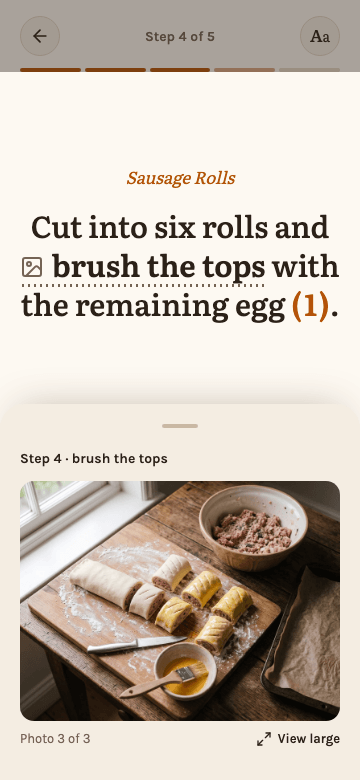 Step 4 of 5
Aa
Sausage Rolls
Cut into six rolls and
brush the tops with
the remaining egg (1).
Step 4 · brush the tops
Photo 3 of 3
View large